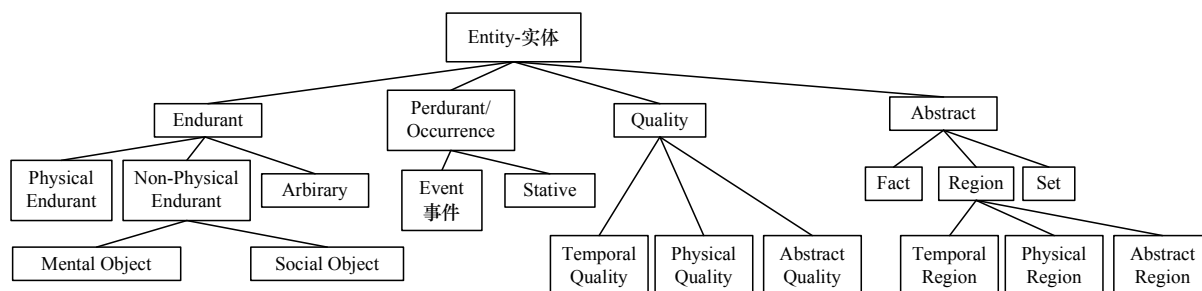 Entity-实体
Endurant
Perdurant/
Occurrence
Quality
Abstract
Physical
Endurant
Non-Physical
Endurant
Arbirary
Event
事件
Stative
Fact
Region
Set
Mental Object
Social Object
Temporal
Quality
Physical
Quality
Abstract
Quality
Temporal
Region
Physical
Region
Abstract
Region